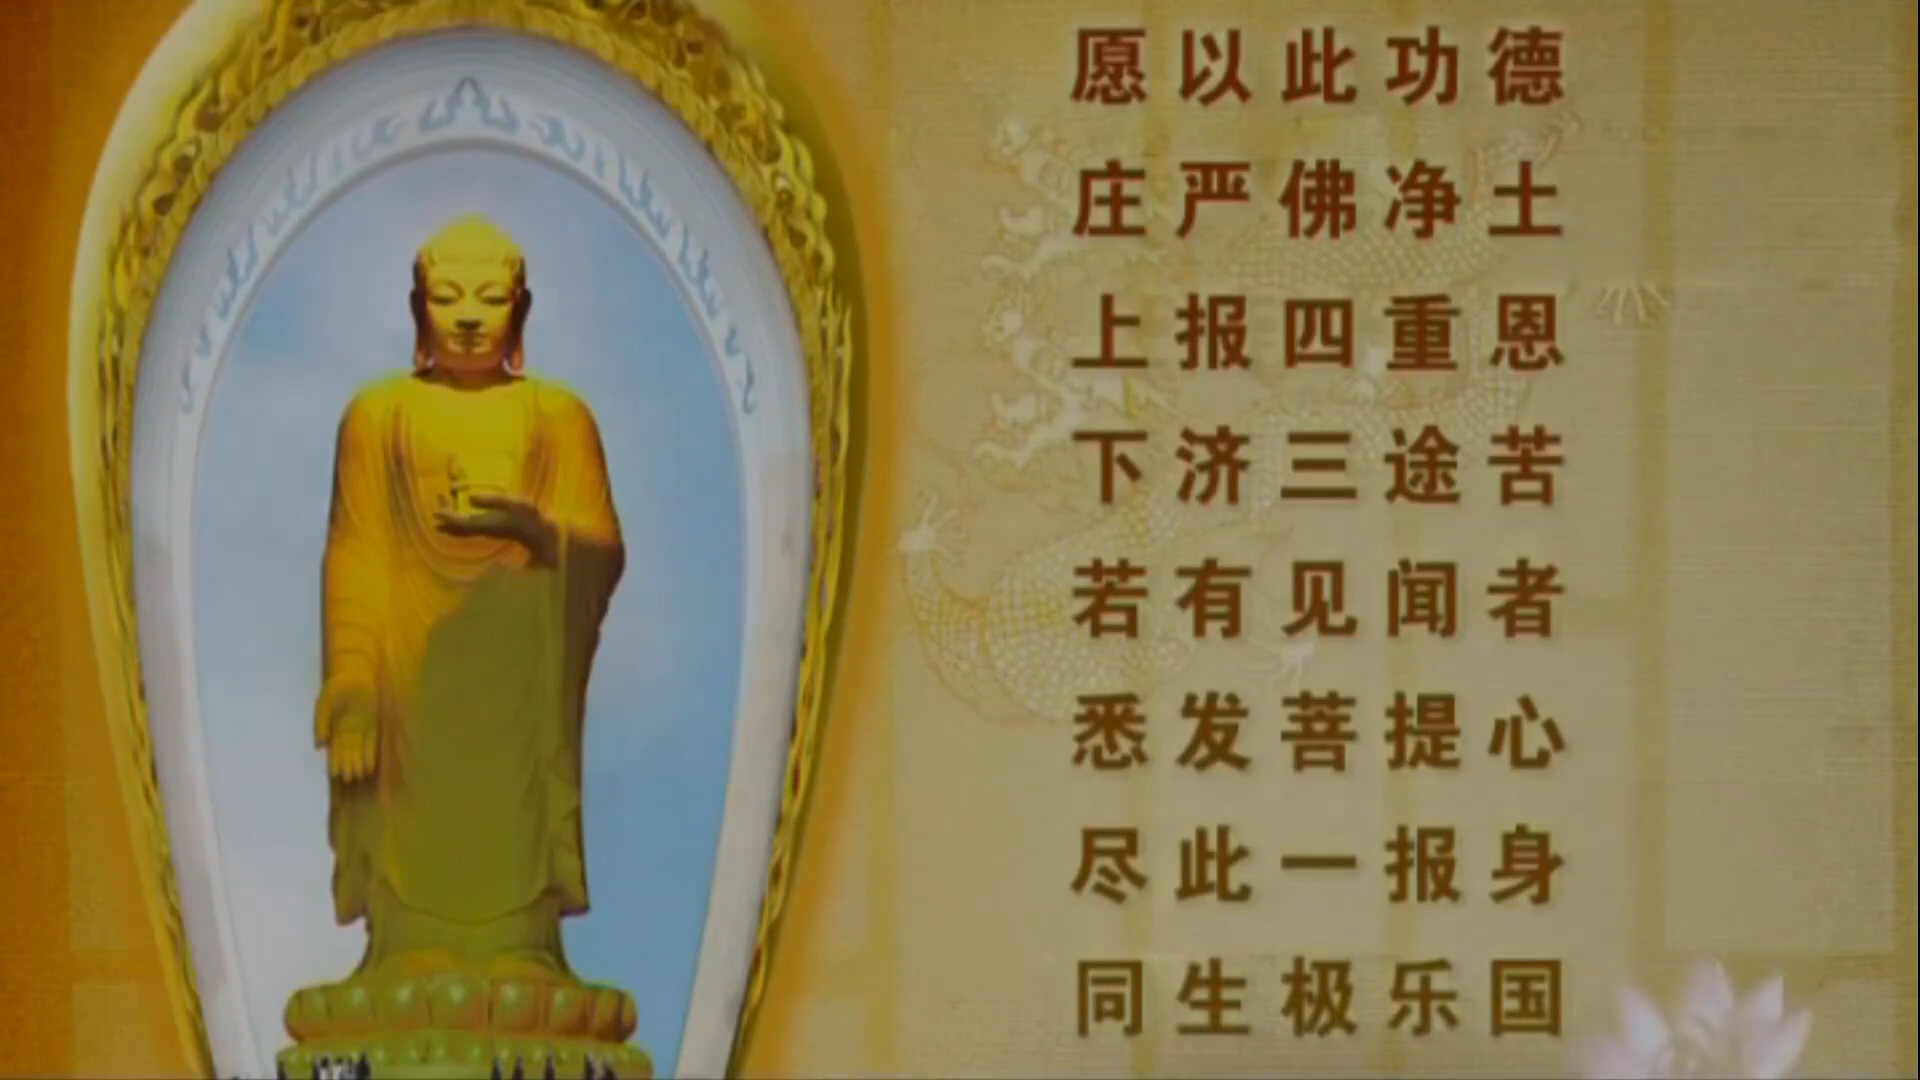 愿以此功德
庄严佛净土
上报四重恩
下济三途苦
若有见闻者
悉发菩提心
尽此一报身
同生极乐国